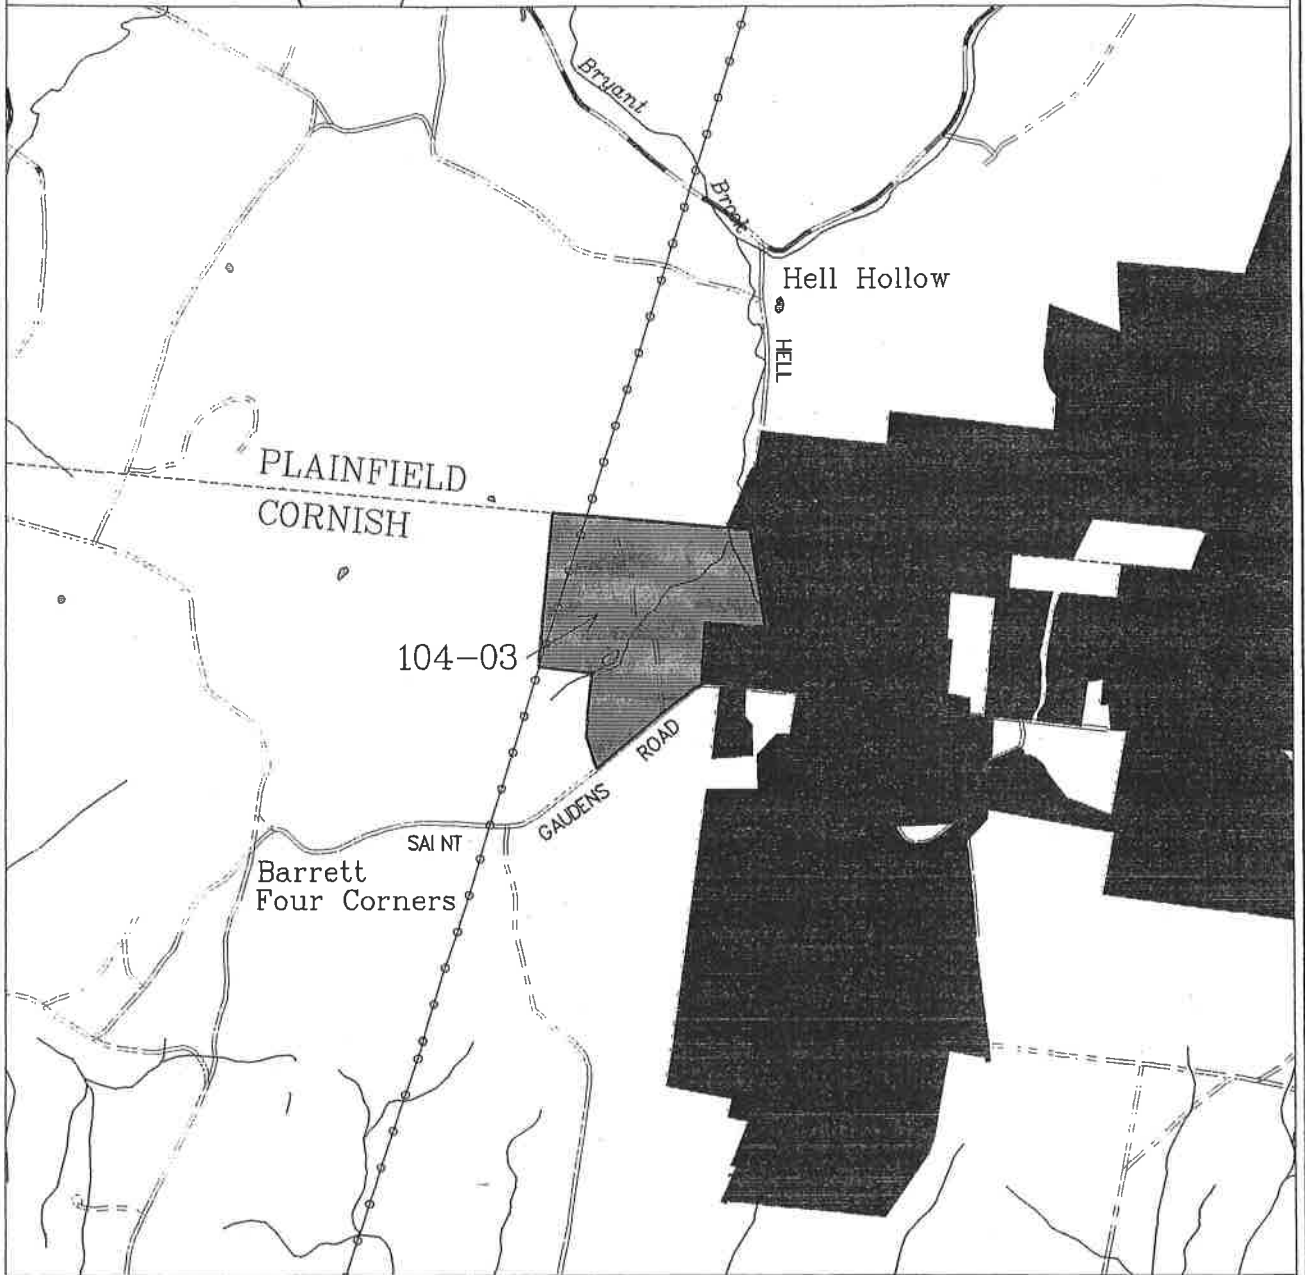 Bryant
Brook
Hell Hollow
HELL
PLAINFIELD
CORNISH
104-03
ROAD
GAUDENS
SAINT
Barrett
Four Corners